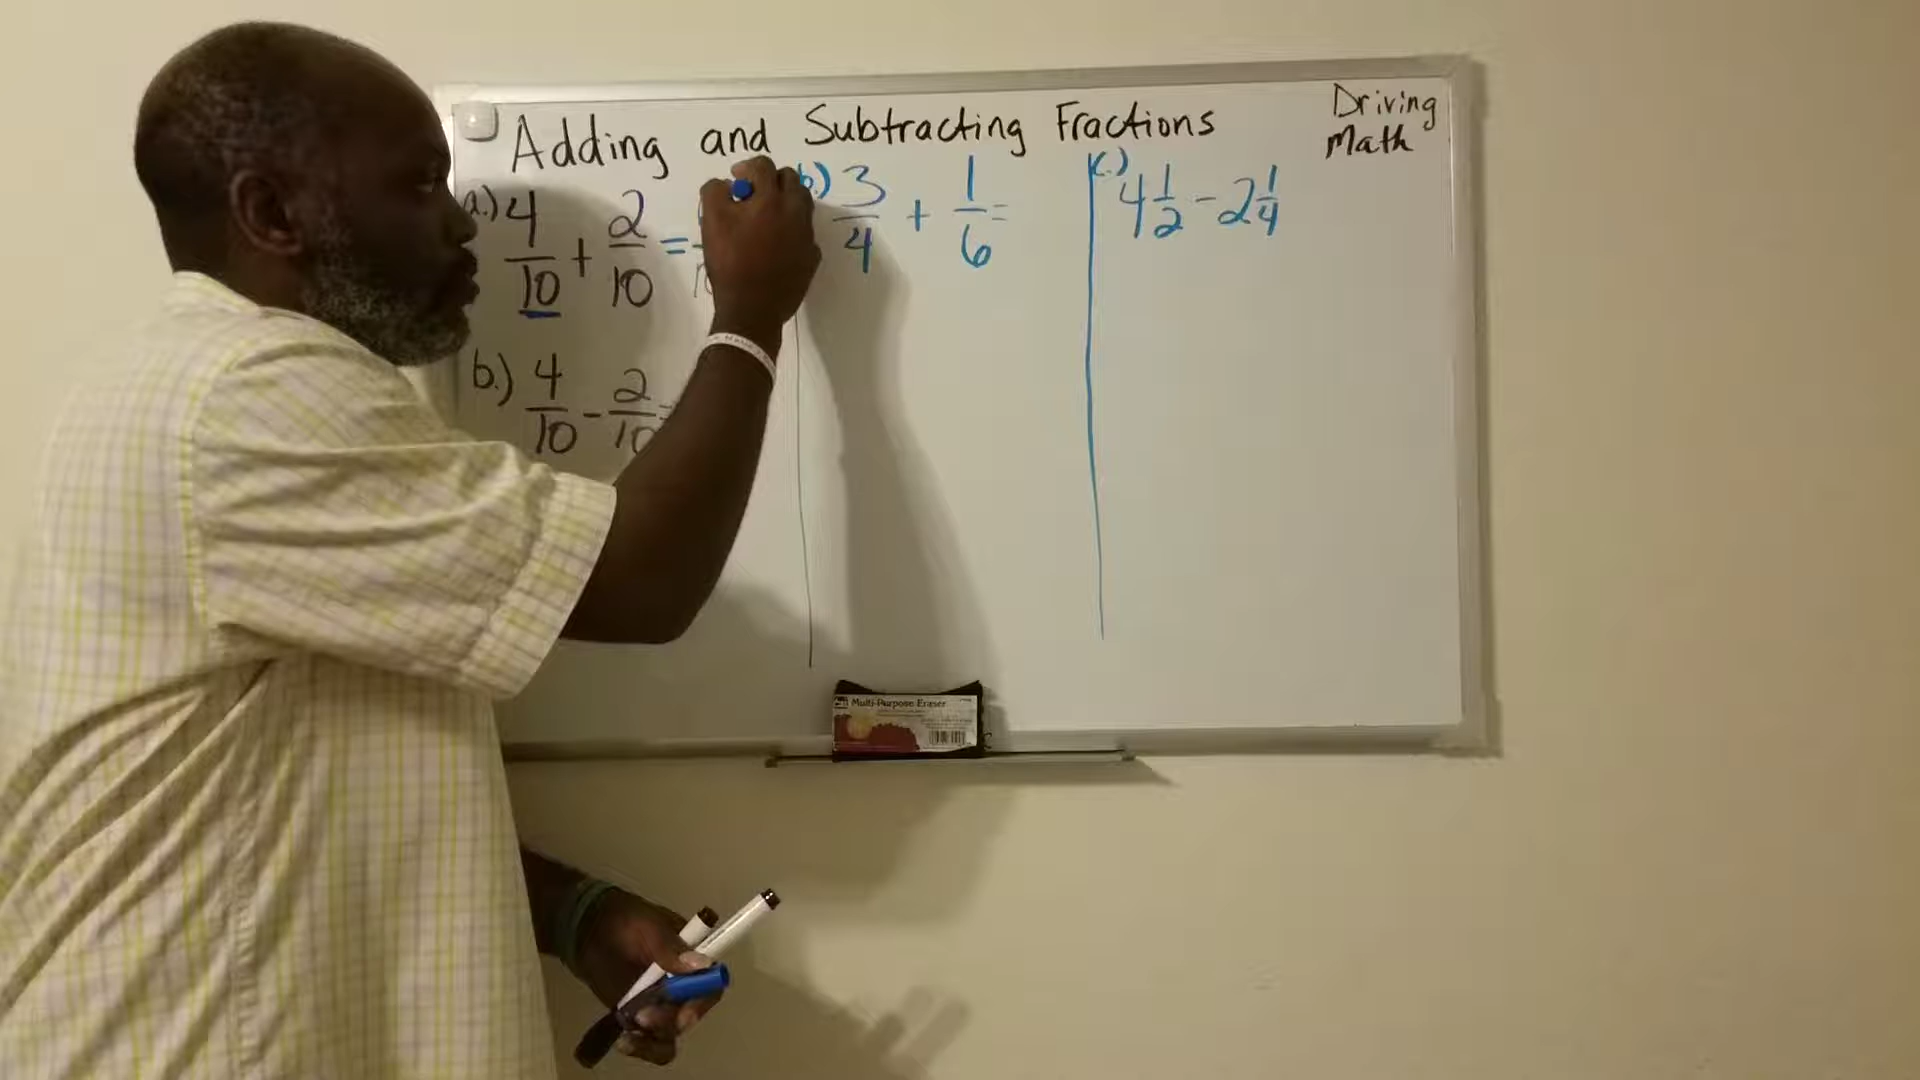 Adding and Subtracting Fractions
Driving
Math
a.) 4/10 + 2/10 =
b.) 4/10 - 2/10
b.) 3/4 + 1/6 =
c.) 4 1/2 - 2 1/4
Multi-Purpose Eraser